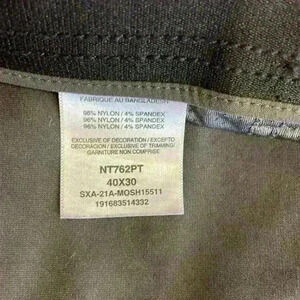 FABRIQUE AU BANGLADESH
96% NYLON / 4% SPANDEX
96% NYLON / 4% SPANDEX
96% NYLON / 4% SPANDEX
EXCLUSIVE OF DECORATION / EXCEPTO
DECORACION / EXCLUSIVE OF TRIMMING/
GARNITURE NON COMPRISE
NT762PT
40X30
SXA-21A-MOSH15511
191683514332